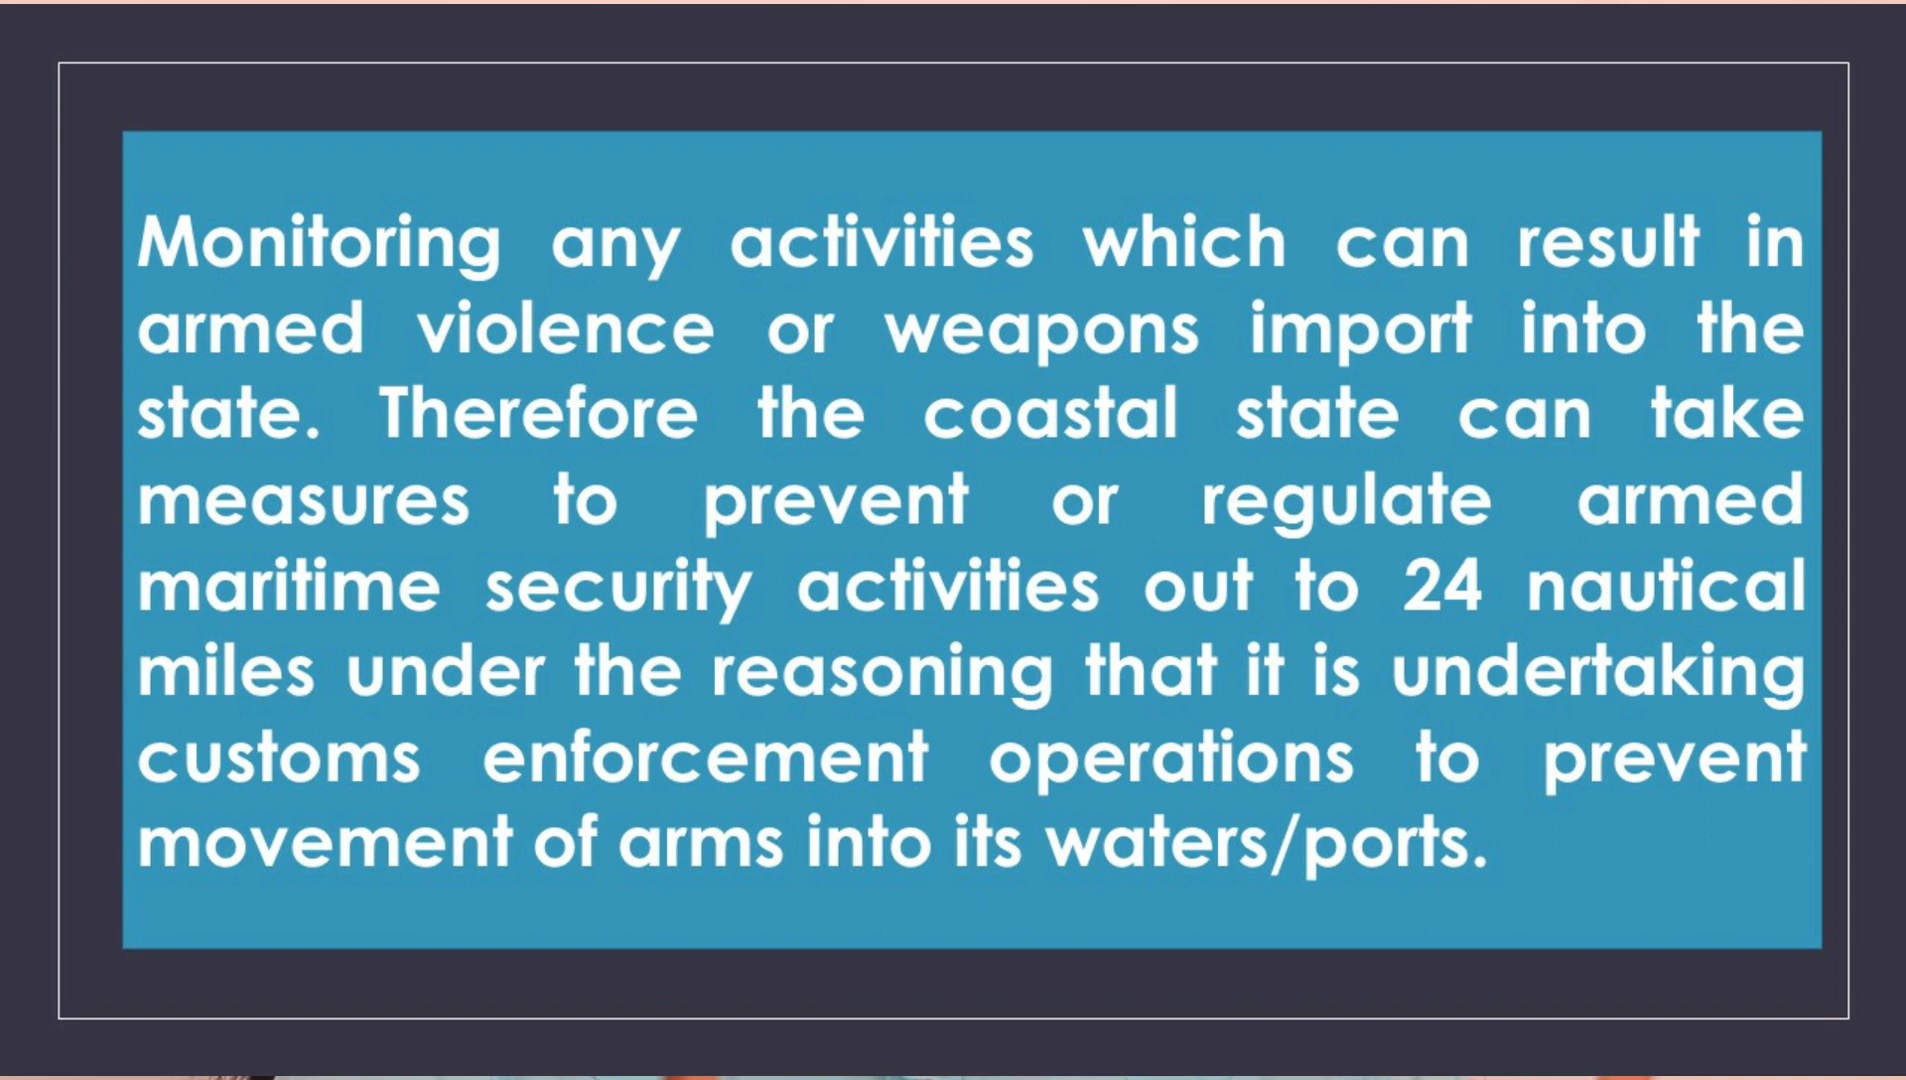 Monitoring any activities which can result in
armed violence or weapons import into the
state. Therefore the coastal state can take
measures to prevent or regulate armed
maritime security activities out to 24 nautical
miles under the reasoning that it is undertaking
customs enforcement operations to prevent
movement of arms into its waters/ports.